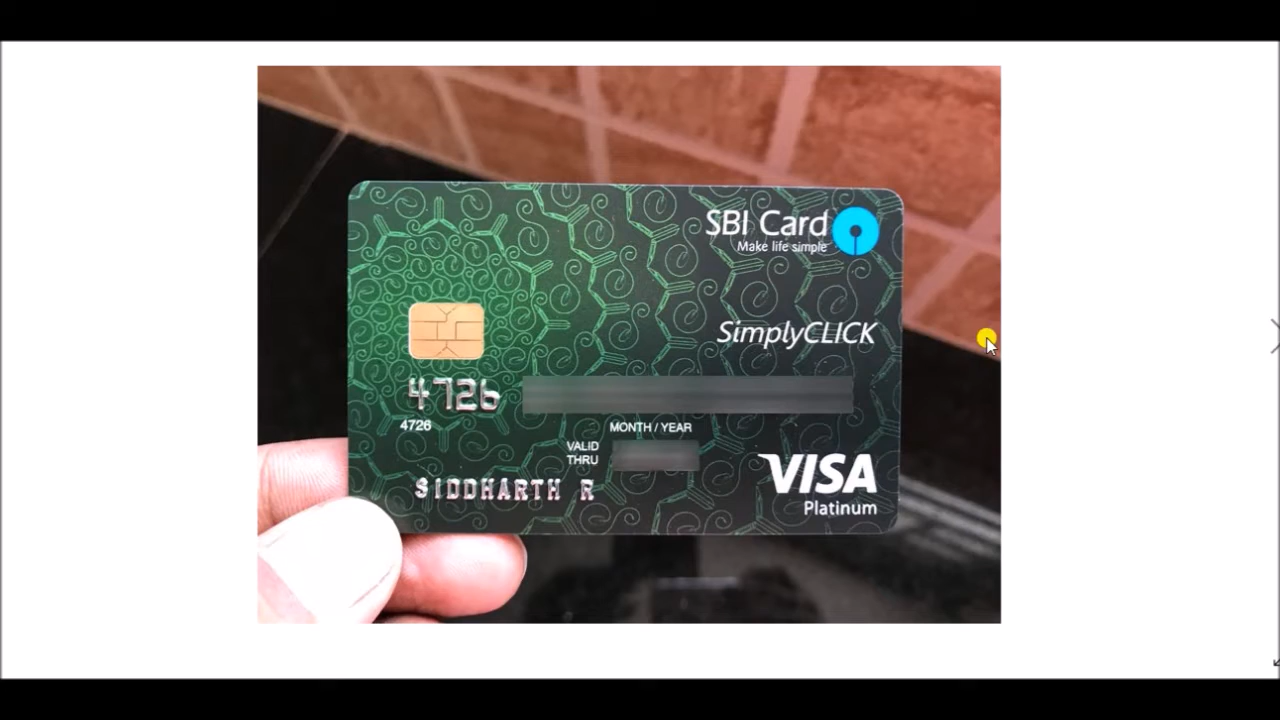 SBI Card
Make life simple
SimplyCLICK
4726
4726
MONTH / YEAR
VALID
THRU
SIDDHARTH R
VISA
Platinum